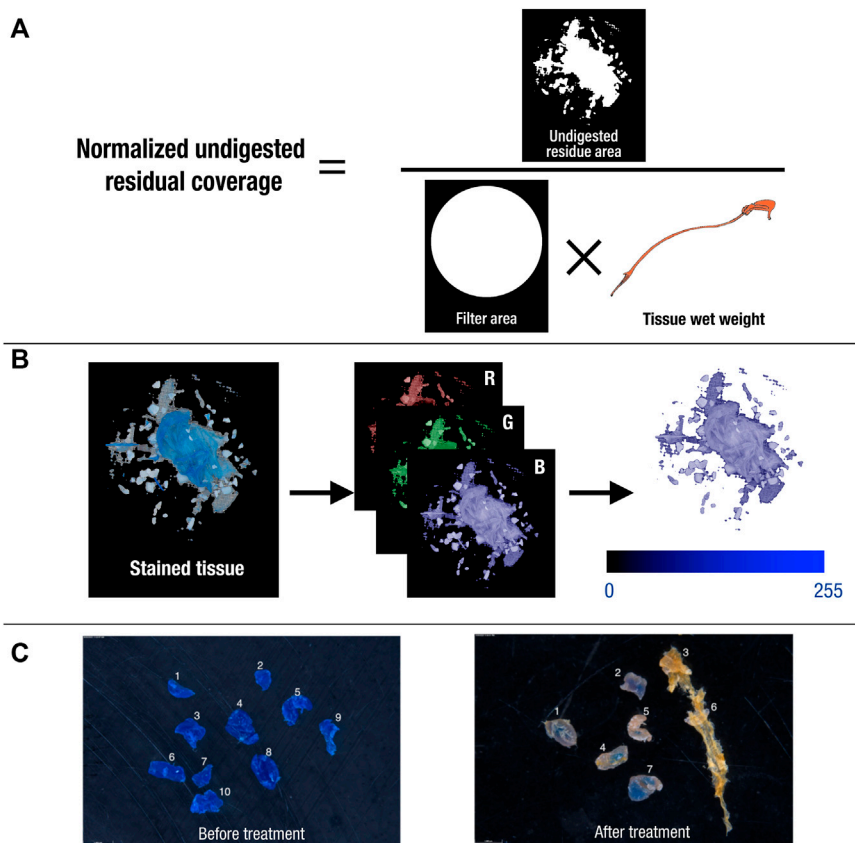 A
Normalized undigested
residual coverage
=
Undigested
residue area
Filter area
×
Tissue wet weight
B
Stained tissue
R
G
B
0
255
C
1
2
3
4
5
6
7
8
9
10
Before treatment
1
2
3
4
5
6
7
After treatment